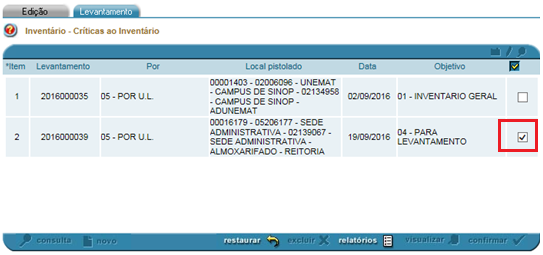 Edição Levantamento
Inventário - Críticas ao Inventário
*Item Levantamento Por Local pistolado Data Objetivo
1 2016000035 05 - POR U.L. 00001403 - 02006096 - UNEMAT - CAMPUS DE SINOP - 02134958 - CAMPUS DE SINOP - ADUNEMAT 02/09/2016 01 - INVENTARIO GERAL
2 2016000039 05 - POR U.L. 00016179 - 05206177 - SEDE ADMINISTRATIVA - 02139067 - SEDE ADMINISTRATIVA - ALMOXARIFADO - REITORIA 19/09/2016 04 - PARA LEVANTAMENTO
consulta novo restaurar excluir relatórios visualizar confirmar